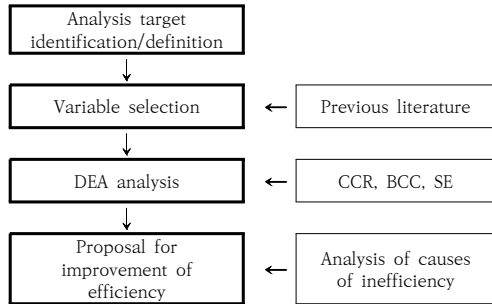 Analysis target
identification/definition
Variable selection
Previous literature
DEA analysis
CCR, BCC, SE
Proposal for
improvement of
efficiency
Analysis of causes
of inefficiency